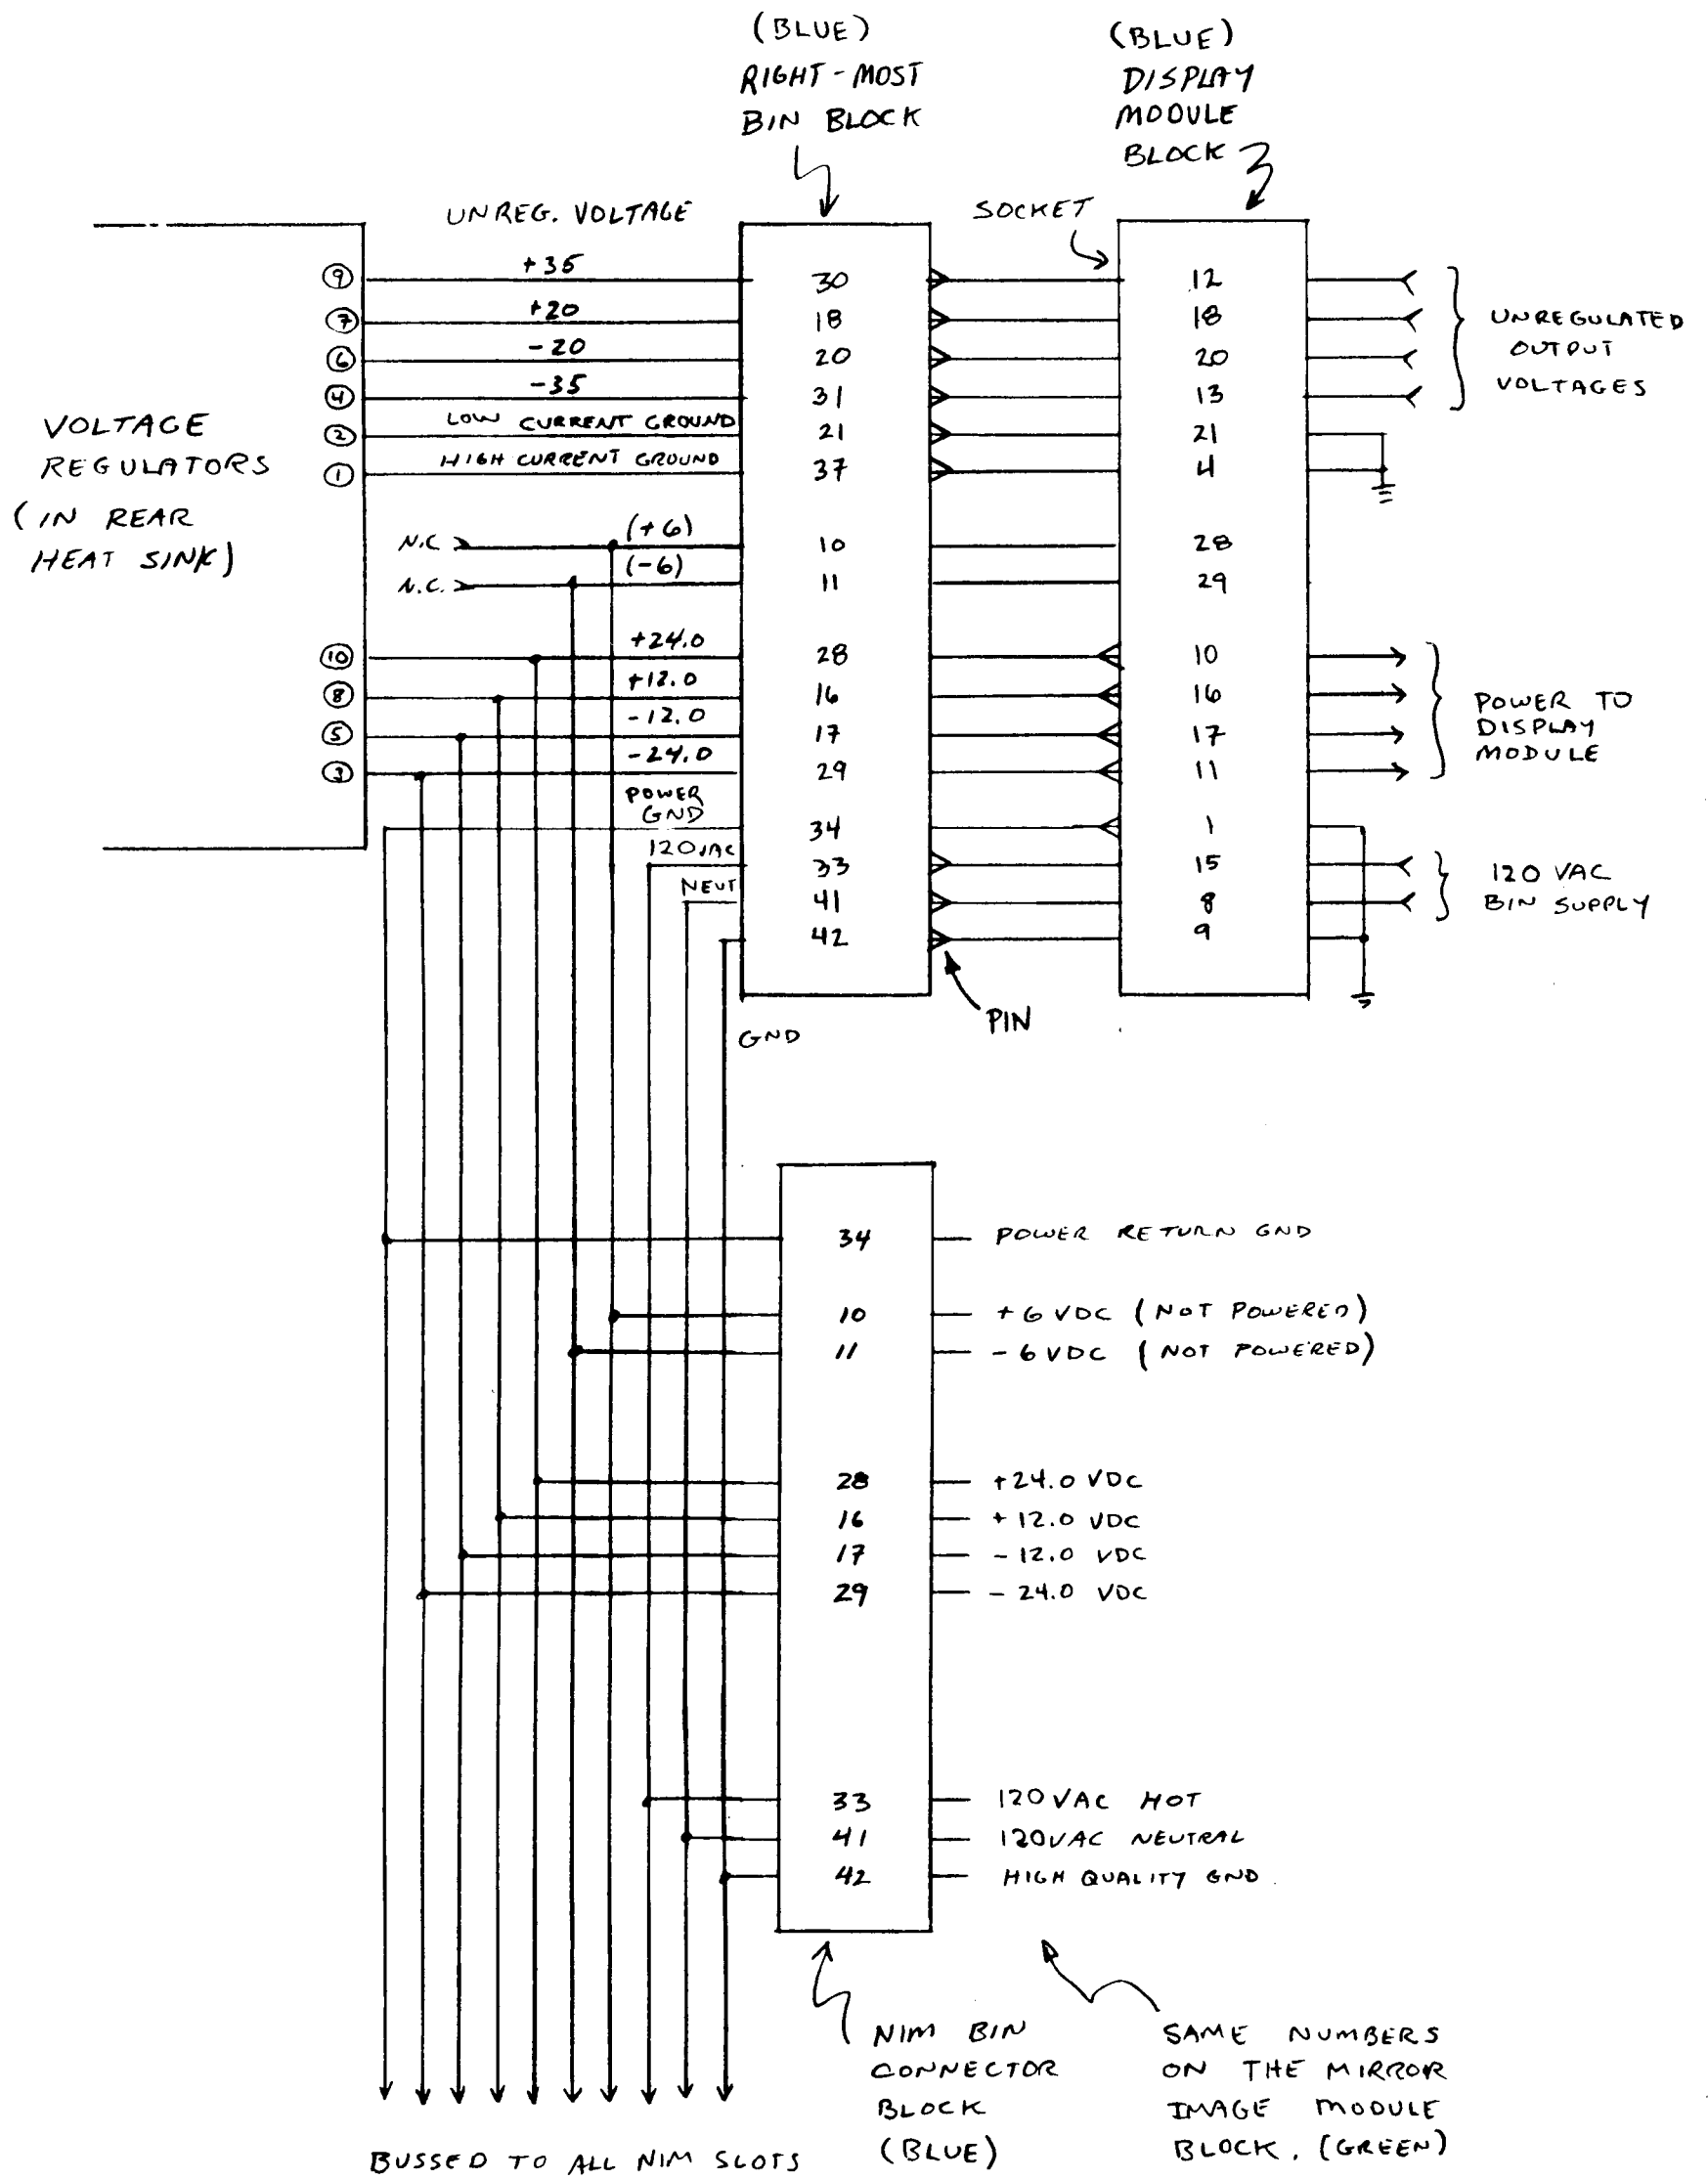 (BLUE)
RIGHT-MOST
BIN BLOCK
(BLUE)
DISPLAY
MODULE
BLOCK
UNREG. VOLTAGE
SOCKET
VOLTAGE
REGULATORS
(IN REAR
HEAT SINK)
9 +35 30 12
7 +20 18 18
6 -20 20 20
4 -35 31 13
2 LOW CURRENT GROUND 21 21
1 HIGH CURRENT GROUND 37 4
UNREGULATED
OUTPUT
VOLTAGES
N.C. (+6) 10 28
N.C. (-6) 11 29
10 +24.0 28 10
8 +12.0 16 16
5 -12.0 17 17
3 -24.0 29 11
POWER TO
DISPLAY
MODULE
POWER
GND 34 1
120VAC 33 15
NEUT 41 8
42 9
120 VAC
BIN SUPPLY
GND
PIN
34 POWER RETURN GND
10 +6 VDC (NOT POWERED)
11 -6 VDC (NOT POWERED)
28 +24.0 VDC
16 +12.0 VDC
17 -12.0 VDC
29 -24.0 VDC
33 120VAC HOT
41 120VAC NEUTRAL
42 HIGH QUALITY GND
NIM BIN
CONNECTOR
BLOCK
(BLUE)
SAME NUMBERS
ON THE MIRROR
IMAGE MODULE
BLOCK. (GREEN)
BUSSED TO ALL NIM SLOTS